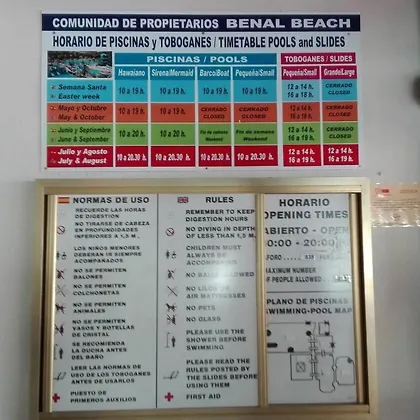 COMUNIDAD DE PROPIETARIOS BENAL BEACH
HORARIO DE PISCINAS y TOBOGANES / TIMETABLE POOLS and SLIDES
PISCINAS / POOLS
TOBOGANES / SLIDES
Hawaiano Sirena/Mermaid Barco/Boat Pequeña/Small Pequeña/Small Grande/Large
Semana Santa
Easter week
10 a 19 h. 10 a 19 h. 10 a 19 h. 10 a 19 h.
12 a 14 h.
16 a 18 h.
CERRADO
CLOSED
Mayo y Octubre
May & October
10 a 19 h. 10 a 19 h.
CERRADO
CLOSED
CERRADO
CLOSED
12 a 14 h.
16 a 19 h.
CERRADO
CLOSED
Junio y Septiembre
June & September
10 a 20 h. 10 a 20 h.
Fin de semana
Weekend
Fin de semana
Weekend
12 a 14 h.
16 a 19 h.
CERRADO
CLOSED
Julio y Agosto
July & August
10 a 20.30 h. 10 a 20.30 h. 10 a 20.30 h. 10 a 20.30 h.
12 a 14 h.
16 a 19 h.
12 a 14 h.
16 a 19 h.
NORMAS DE USO
RECUERDE LAS HORAS
DE DIGESTION
NO TIRARSE DE CABEZA
EN PROFUNDIDADES
INFERIORES A 1,5 M.
LOS NIÑOS MENORES
DEBERAN IR SIEMPRE
ACOMPAÑADOS
NO SE PERMITEN
BALONES
NO SE PERMITEN
COLCHONETAS
NO SE PERMITEN
ANIMALES
NO SE PERMITEN
VASOS Y BOTELLAS
DE CRISTAL
SE RECOMIENDA
LA DUCHA ANTES
DEL BAÑO
LEER LAS NORMAS DE
USO DE LOS TOBOGANES
ANTES DE USARLOS
PUESTO DE
PRIMEROS AUXILIOS
RULES
REMEMBER TO KEEP
DIGESTION HOURS
NO DIVING IN DEPTH
OF LESS THAN 1,5 M.
CHILDREN MUST
ALWAYS BE
ACCOMPANIED
NO BALLS ALLOWED
NO LILOS OR
AIR MATTRESSES
NO PETS
NO GLASS
PLEASE USE THE
SHOWER BEFORE
SWIMMING
PLEASE READ THE
RULES POSTED BY
THE SLIDES BEFORE
USING THEM
FIRST AID
HORARIO
OPENING TIMES
ABIERTO - OPEN
10:00 - 20:00
AFORO
MAXIMUM NUMBER
OF PEOPLE ALLOWED
PLANO DE PISCINAS
SWIMMING-POOL MAP